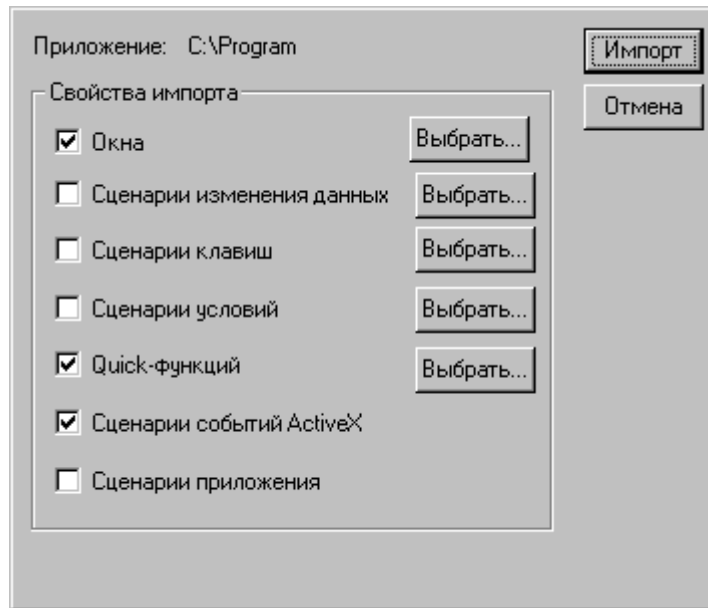 Приложение: C:\Program
Импорт
Отмена
Свойства импорта
Окна Выбрать...
Сценарии изменения данных Выбрать...
Сценарии клавиш Выбрать...
Сценарии условий Выбрать...
Quick-функций Выбрать...
Сценарии событий ActiveX
Сценарии приложения